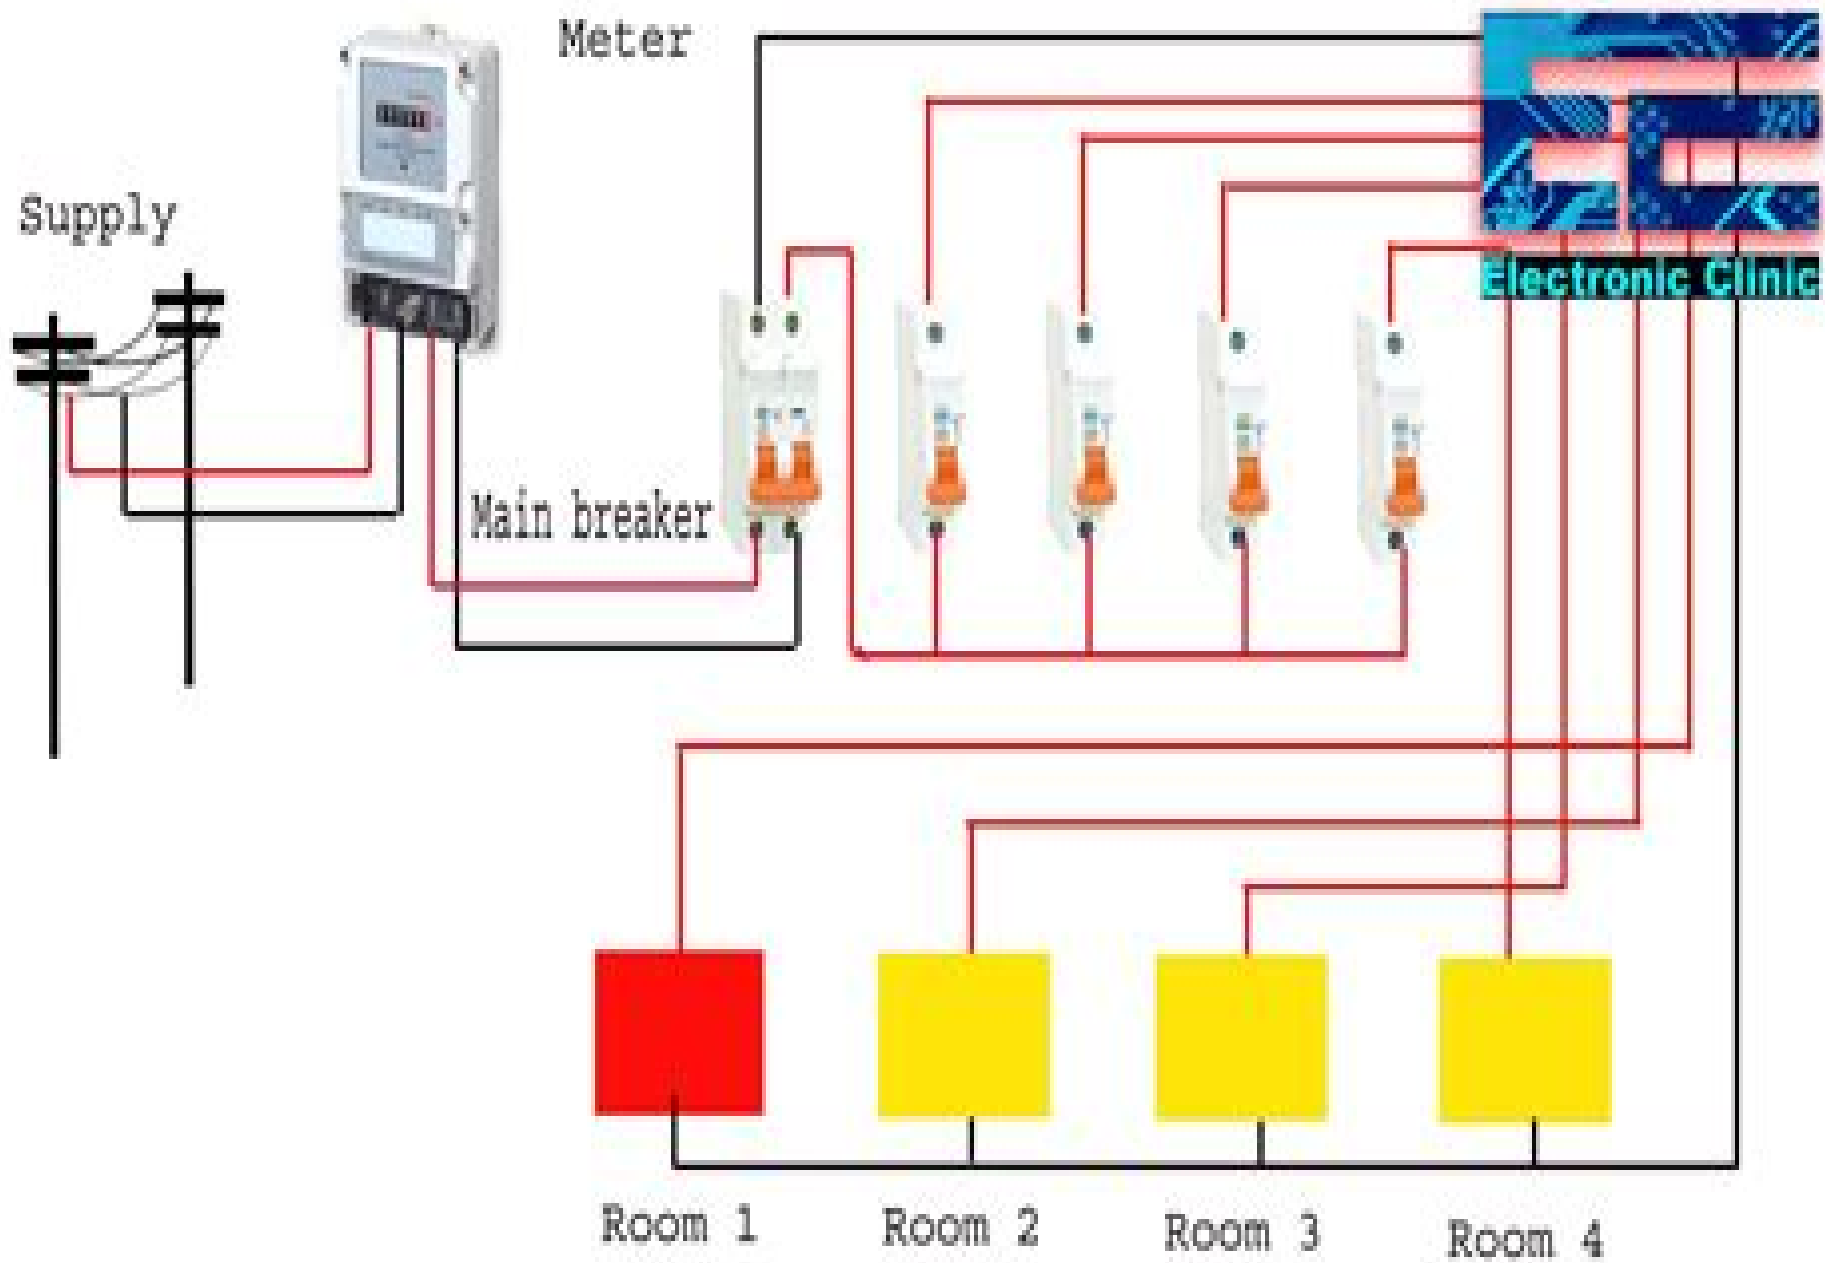 Meter
Supply
Electronic Clinic
Main breaker
Room 1
Room 2
Room 3
Room 4